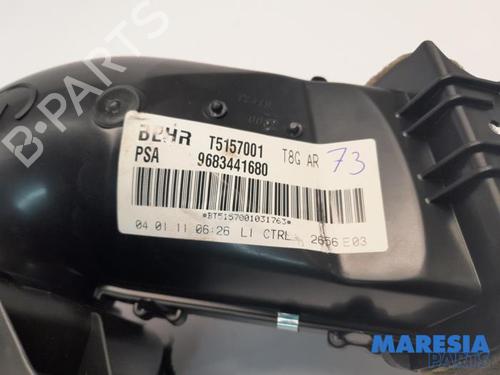 B-PARTS
BEHR T5157001 T8G AR 73
PSA 9683441680
*BT5157001031763*
04 01 11 06:26 LI CTRL 2656 E03
MARESIA
PARTS